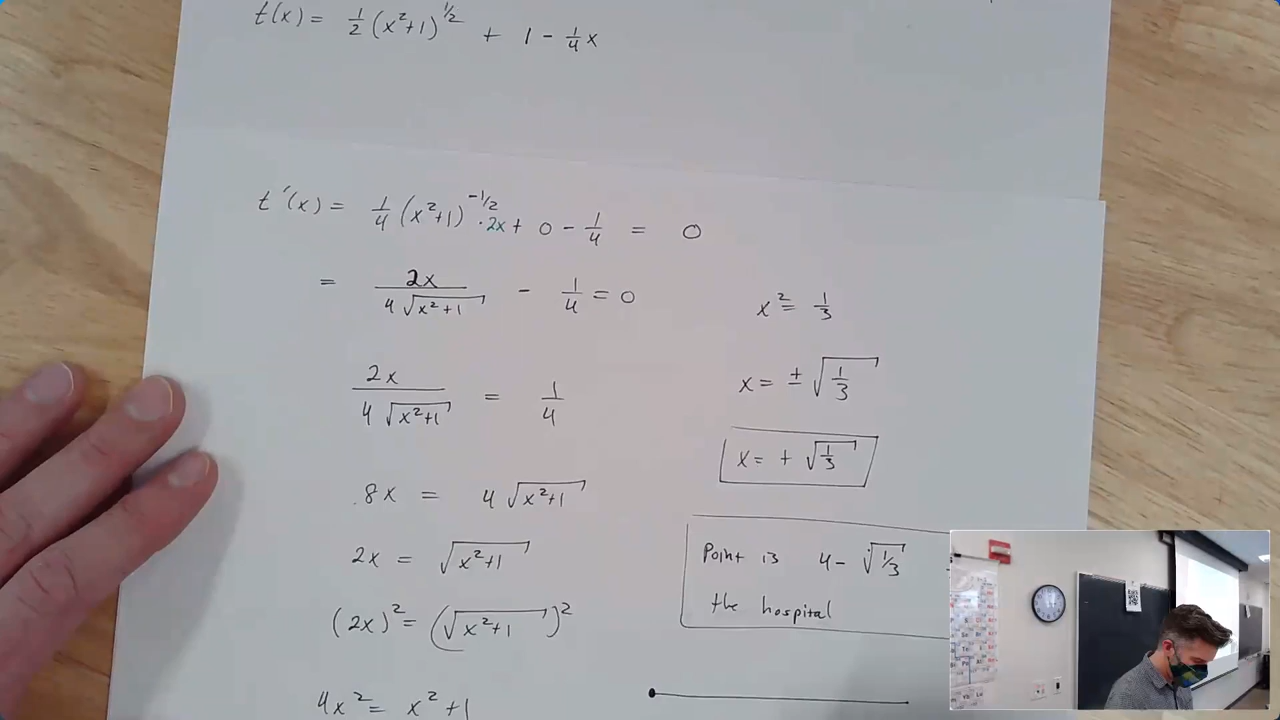 t(x) = 1/2 (x²+1)^1/2 + 1 - 1/4 x
t'(x) = 1/4 (x²+1)^-1/2 · 2x + 0 - 1/4 = 0
= 2x / 4√(x²+1) - 1/4 = 0
2x / 4√(x²+1) = 1/4
8x = 4√(x²+1)
2x = √(x²+1)
(2x)² = (√(x²+1))²
4x² = x²+1
x² = 1/3
x = ± √(1/3)
x = + √(1/3)
Point is 4 - √(1/3)
the hospital